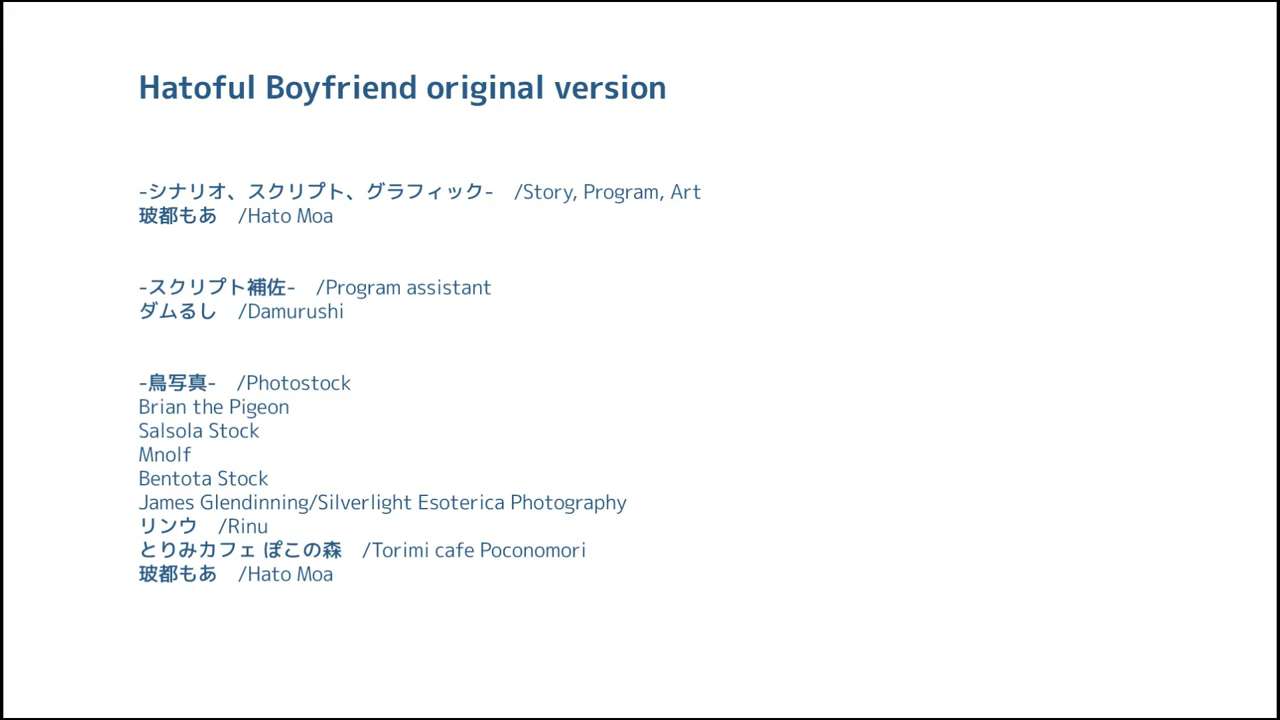 Hatoful Boyfriend original version
-シナリオ、スクリプト、グラフィック-　/Story, Program, Art
玻都もあ　/Hato Moa
-スクリプト補佐-　/Program assistant
ダムるし　/Damurushi
-鳥写真-　/Photostock
Brian the Pigeon
Salsola Stock
Mnolf
Bentota Stock
James Glendinning/Silverlight Esoterica Photography
リンウ　/Rinu
とりみカフェ ぽこの森　/Torimi cafe Poconomori
玻都もあ　/Hato Moa